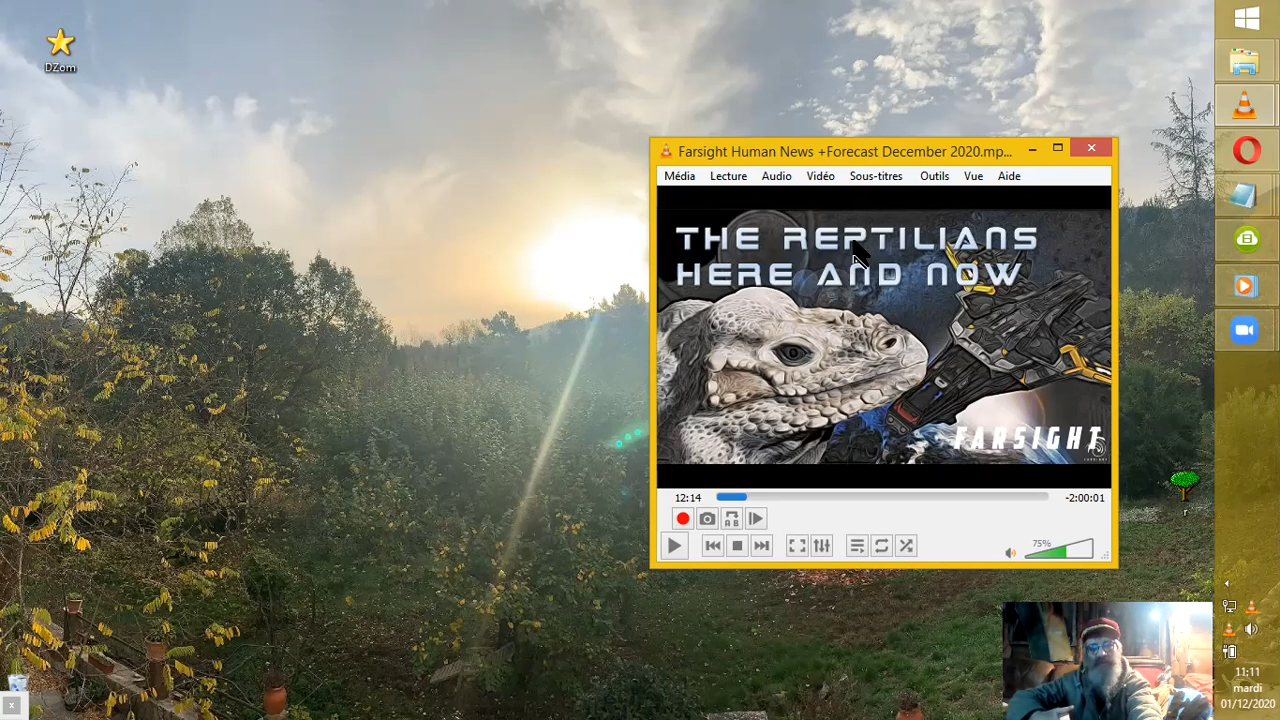 DZom
Farsight Human News +Forecast December 2020.mp...
Média Lecture Audio Vidéo Sous-titres Outils Vue Aide
THE REPTILIANS
HERE AND NOW
FARSIGHT
12:14
-2:00:01
A B
75%
r
x
11:11
mardi
01/12/2020